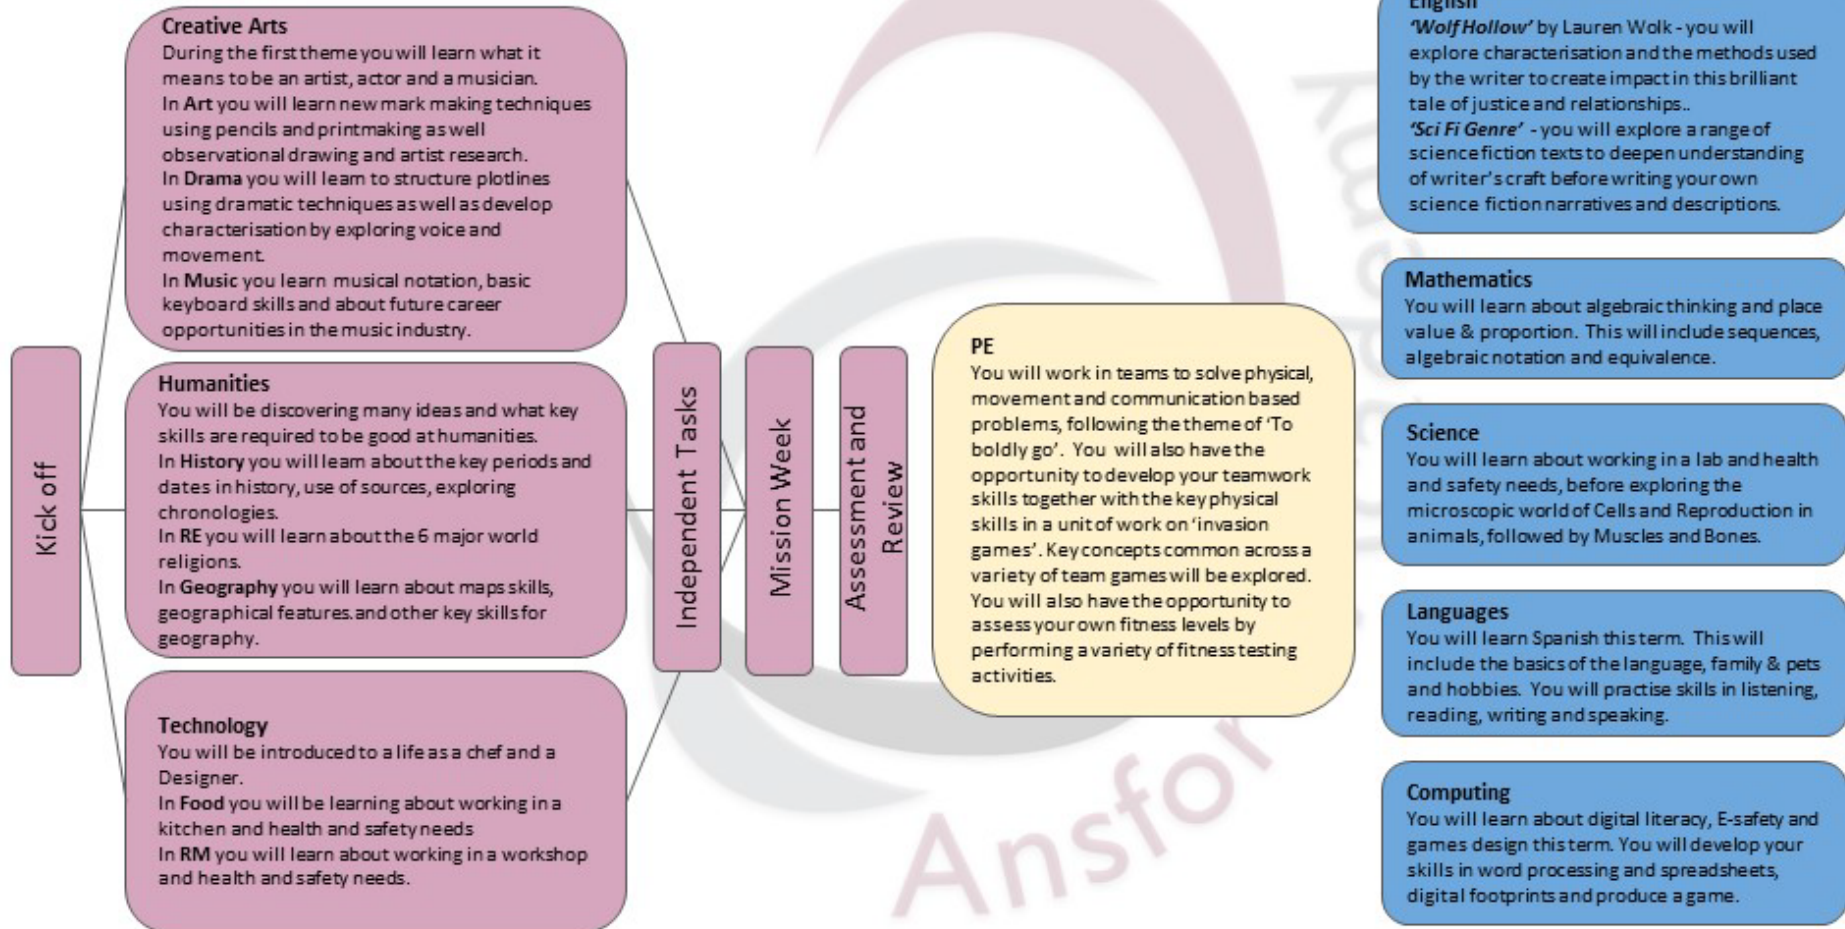 Kick off
Creative Arts
During the first theme you will learn what it
means to be an artist, actor and a musician.
In Art you will learn new mark making techniques
using pencils and printmaking as well
observational drawing and artist research.
In Drama you will learn to structure plotlines
using dramatic techniques as well as develop
characterisation by exploring voice and
movement.
In Music you learn musical notation, basic
keyboard skills and about future career
opportunities in the music industry.
Humanities
You will be discovering many ideas and what key
skills are required to be good at humanities.
In History you will learn about the key periods and
dates in history, use of sources, exploring
chronologies.
In RE you will learn about the 6 major world
religions.
In Geography you will learn about maps skills,
geographical features.and other key skills for
geography.
Technology
You will be introduced to a life as a chef and a
Designer.
In Food you will be learning about working in a
kitchen and health and safety needs
In RM you will learn about working in a workshop
and health and safety needs.
Independent Tasks
Mission Week
Assessment and
Review
PE
You will work in teams to solve physical,
movement and communication based
problems, following the theme of ‘To
boldly go’. You will also have the
opportunity to develop your teamwork
skills together with the key physical
skills in a unit of work on ‘invasion
games’. Key concepts common across a
variety of team games will be explored.
You will also have the opportunity to
assess your own fitness levels by
performing a variety of fitness testing
activities.
English
‘Wolf Hollow’ by Lauren Wolk - you will
explore characterisation and the methods used
by the writer to create impact in this brilliant
tale of justice and relationships..
‘Sci Fi Genre’ - you will explore a range of
science fiction texts to deepen understanding
of writer's craft before writing your own
science fiction narratives and descriptions.
Mathematics
You will learn about algebraic thinking and place
value & proportion. This will include sequences,
algebraic notation and equivalence.
Science
You will learn about working in a lab and health
and safety needs, before exploring the
microscopic world of Cells and Reproduction in
animals, followed by Muscles and Bones.
Languages
You will learn Spanish this term. This will
include the basics of the language, family & pets
and hobbies. You will practise skills in listening,
reading, writing and speaking.
Computing
You will learn about digital literacy, E-safety and
games design this term. You will develop your
skills in word processing and spreadsheets,
digital footprints and produce a game.
Ansfor